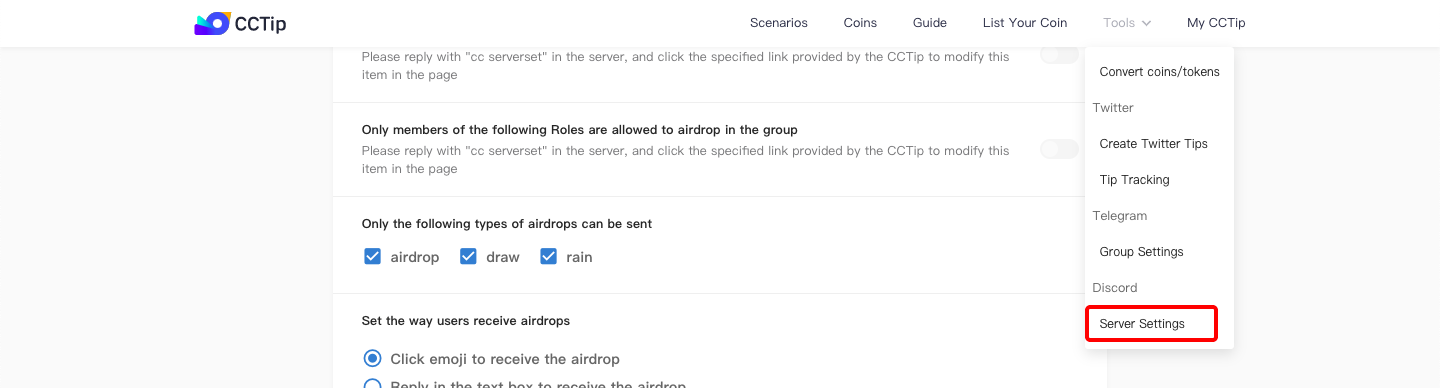 CCTip
Scenarios
Coins
Guide
List Your Coin
Tools
My CCTip
Please reply with "cc serverset" in the server, and click the specified link provided by the CCTip to modify this
item in the page
Only members of the following Roles are allowed to airdrop in the group
Please reply with "cc serverset" in the server, and click the specified link provided by the CCTip to modify this
item in the page
Only the following types of airdrops can be sent
airdrop
draw
rain
Set the way users receive airdrops
Click emoji to receive the airdrop
Reply in the text box to receive the airdrop
Convert coins/tokens
Twitter
Create Twitter Tips
Tip Tracking
Telegram
Group Settings
Discord
Server Settings